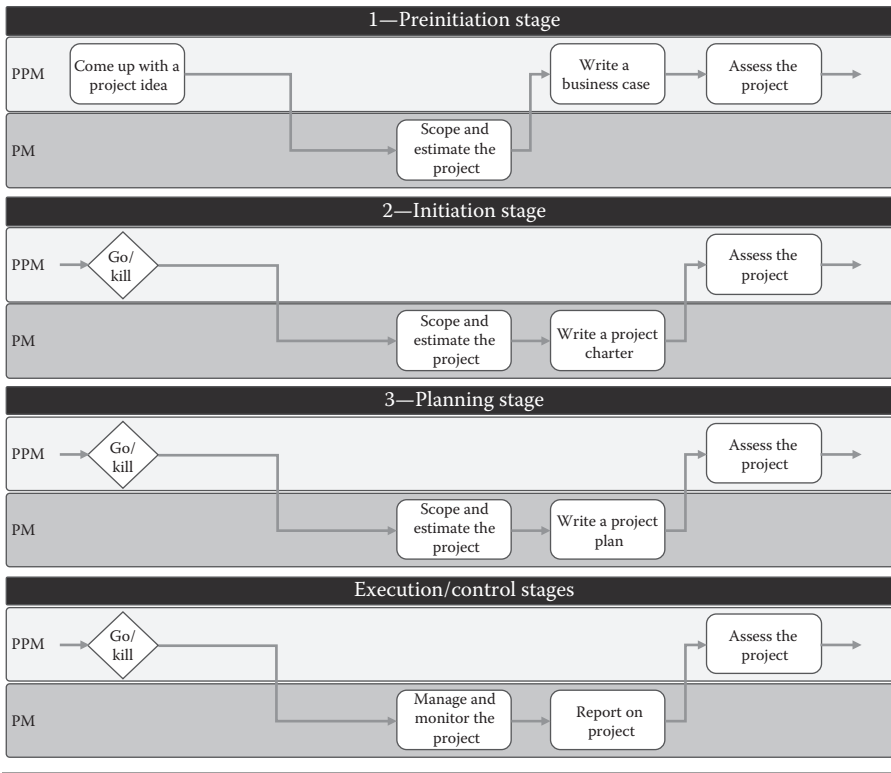 1—Preinitiation stage
PPM
Come up with a
project idea
Write a
business case
Assess the
project
PM
Scope and
estimate the
project
2—Initiation stage
PPM
Go/
kill
Assess the
project
PM
Scope and
estimate the
project
Write a project
charter
3—Planning stage
PPM
Go/
kill
Assess the
project
PM
Scope and
estimate the
project
Write a project
plan
Execution/control stages
PPM
Go/
kill
Assess the
project
PM
Manage and
monitor the
project
Report on
project